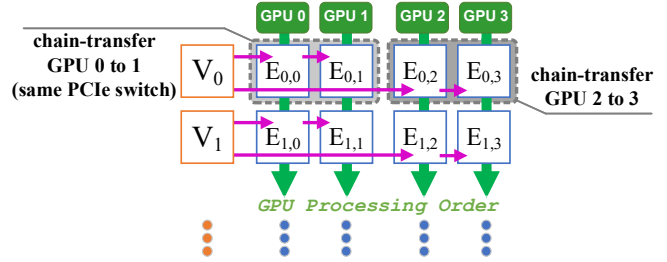 GPU 0 GPU 1 GPU 2 GPU 3
chain-transfer
GPU 0 to 1
(same PCIe switch)
V0 E0,0 E0,1 E0,2 E0,3
chain-transfer
GPU 2 to 3
V1 E1,0 E1,1 E1,2 E1,3
GPU Processing Order